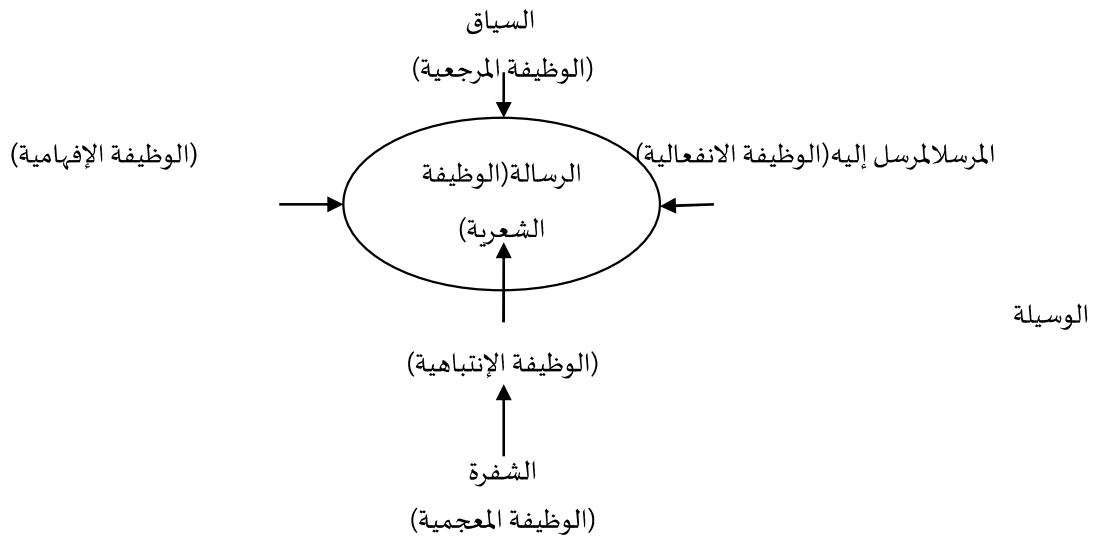 السياق
(الوظيفة المرجعية)
المرسلالمرسل إليه(الوظيفة الانفعالية)
(الوظيفة الإفهامية)
الرسالة(الوظيفة
الشعرية)
الوسيلة
(الوظيفة الإنتباهية)
الشفرة
(الوظيفة المعجمية)